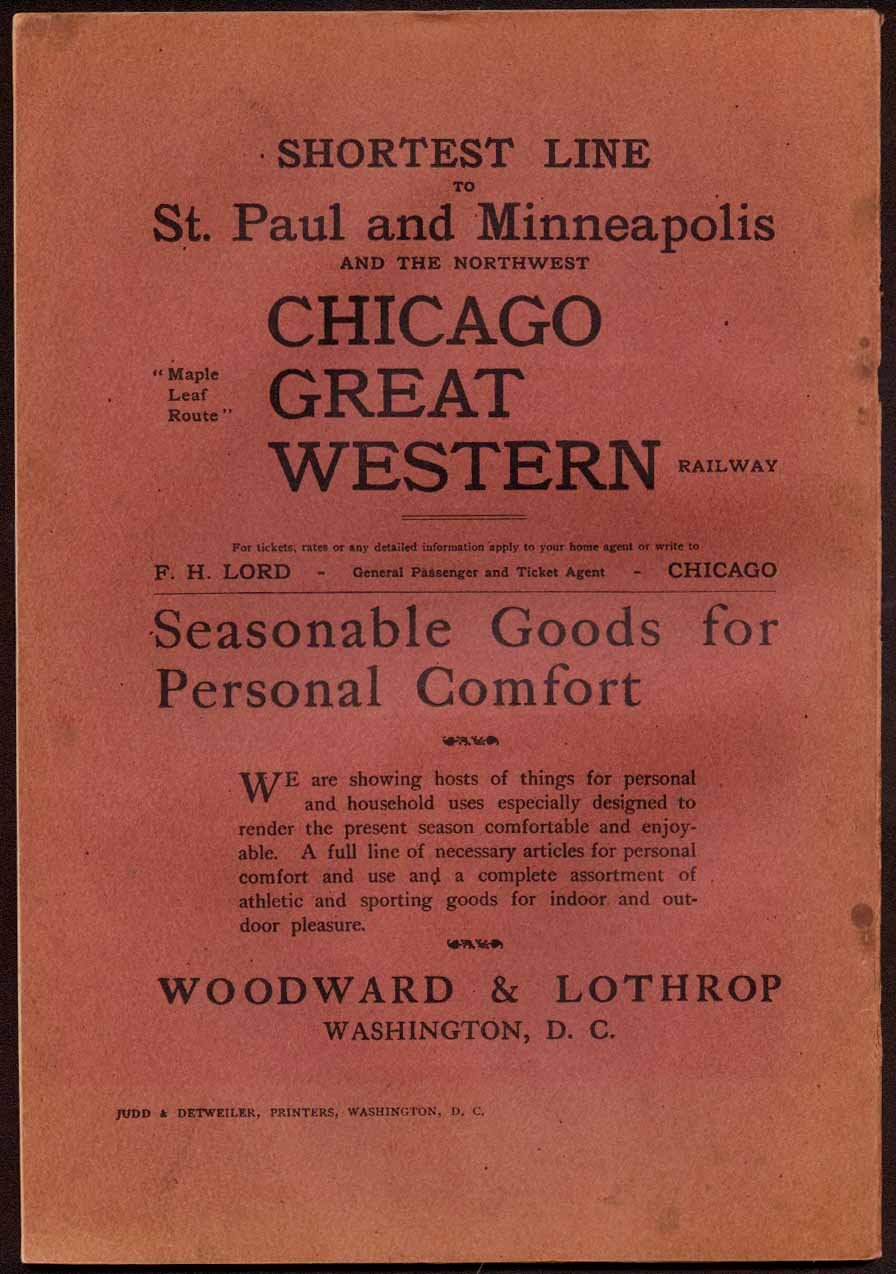 SHORTEST LINE
TO
St. Paul and Minneapolis
AND THE NORTHWEST
CHICAGO
"Maple
Leaf
Route"
GREAT
WESTERN RAILWAY
For tickets, rates or any detailed information apply to your home agent or write to
F. H. LORD - General Passenger and Ticket Agent - CHICAGO
Seasonable Goods for
Personal Comfort
WE are showing hosts of things for personal
and household uses especially designed to
render the present season comfortable and enjoy-
able. A full line of necessary articles for personal
comfort and use and a complete assortment of
athletic and sporting goods for indoor and out-
door pleasure.
WOODWARD & LOTHROP
WASHINGTON, D. C.
JUDD & DETWEILER, PRINTERS, WASHINGTON, D. C.